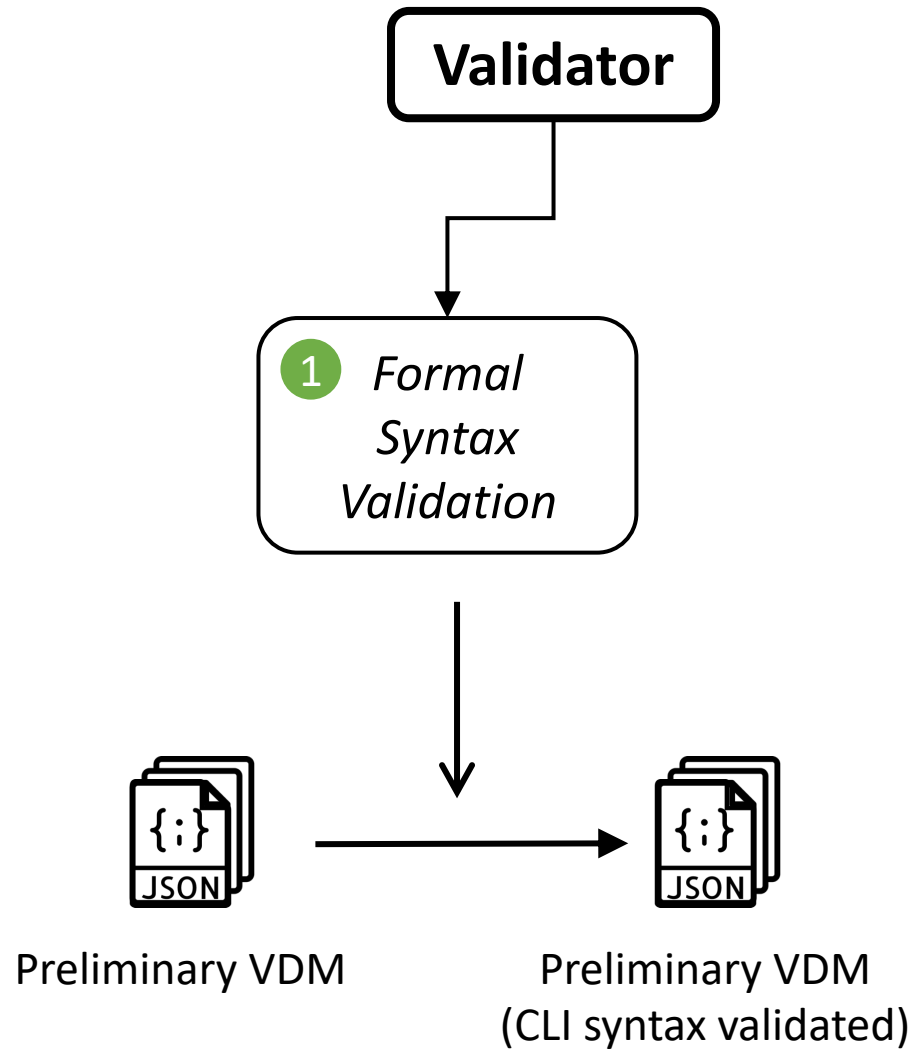 Validator
1
Formal
Syntax
Validation
{;}
JSON
{;}
JSON
Preliminary VDM
Preliminary VDM
(CLI syntax validated)